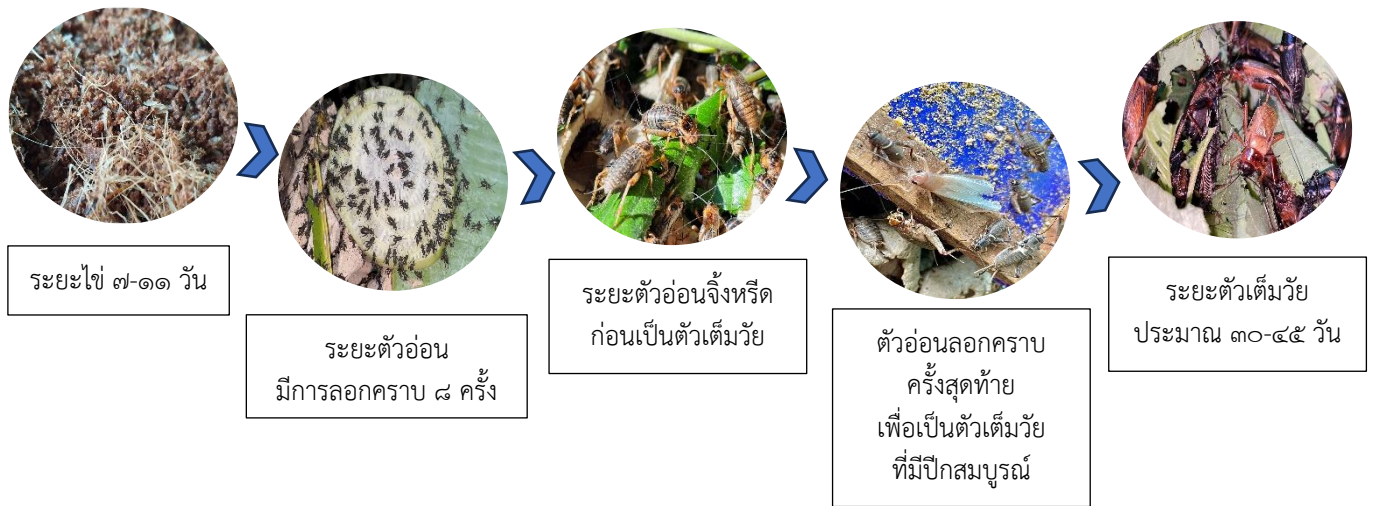 ระยะไข่ ๗-๑๑ วัน
ระยะตัวอ่อน
มีการลอกคราบ ๘ ครั้ง
ระยะตัวอ่อนจิ้งหรีด
ก่อนเป็นตัวเต็มวัย
ตัวอ่อนลอกคราบ
ครั้งสุดท้าย
เพื่อเป็นตัวเต็มวัย
ที่มีปีกสมบูรณ์
ระยะตัวเต็มวัย
ประมาณ ๓๐-๔๕ วัน